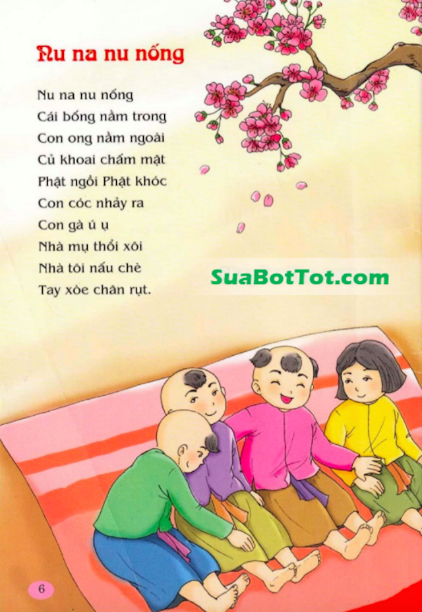 Nu na nu nống
Nu na nu nống
Cái bống nằm trong
Con ong nằm ngoài
Củ khoai chấm mật
Phật ngồi Phật khóc
Con cóc nhảy ra
Con gà ú ụ
Nhà mụ thổi xôi
Nhà tôi nấu chè
Tay xòe chân rụt.
SuaBotTot.com
6